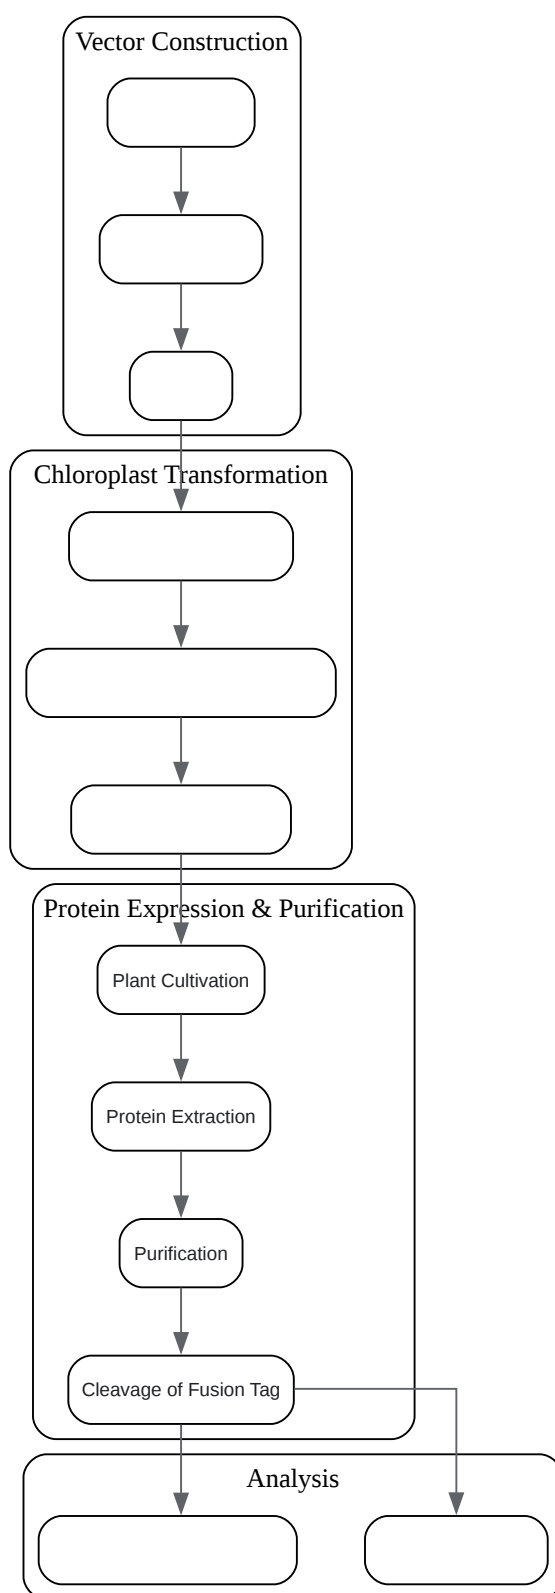 Vector Construction
Chloroplast Transformation
Protein Expression & Purification
Plant Cultivation
Protein Extraction
Purification
Cleavage of Fusion Tag
Analysis